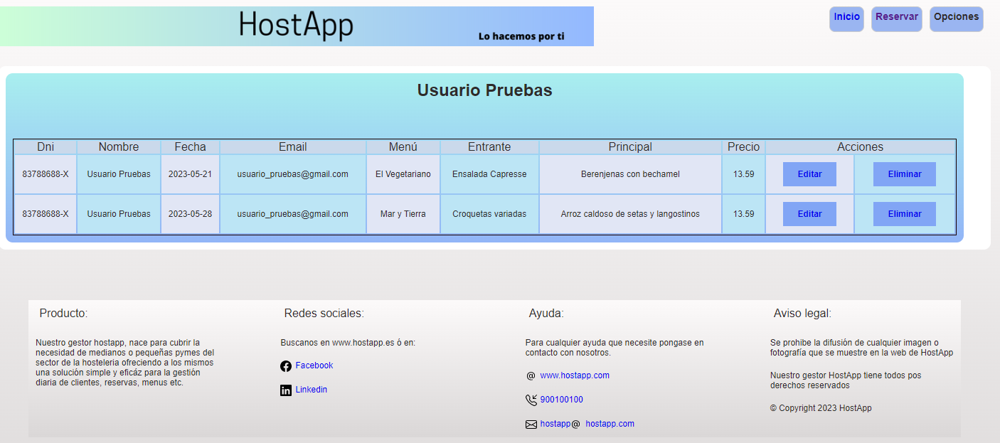 HostApp
Lo hacemos por ti
Inicio Reservar Opciones
Usuario Pruebas
Dni Nombre Fecha Email Menú Entrante Principal Precio Acciones
83788688-X Usuario Pruebas 2023-05-21 usuario_pruebas@gmail.com El Vegetariano Ensalada Capresse Berenjenas con bechamel 13.59 Editar Eliminar
83788688-X Usuario Pruebas 2023-05-28 usuario_pruebas@gmail.com Mar y Tierra Croquetas variadas Arroz caldoso de setas y langostinos 13.59 Editar Eliminar
Producto:
Nuestro gestor hostapp, nace para cubrir la
necesidad de medianos o pequeñas pymes del
sector de la hosteleria ofreciendo a los mismos
una solución simple y eficáz para la gestión
diaria de clientes, reservas, menus etc.
Redes sociales:
Buscanos en www.hostapp.es ó en:
Facebook
Linkedin
Ayuda:
Para cualquier ayuda que necesite pongase en
contacto con nosotros.
@ www.hostapp.com
900100100
hostapp@ hostapp.com
Aviso legal:
Se prohibe la difusión de cualquier imagen o
fotografía que se muestre en la web de HostApp
Nuestro gestor HostApp tiene todos pos
derechos reservados
© Copyright 2023 HostApp